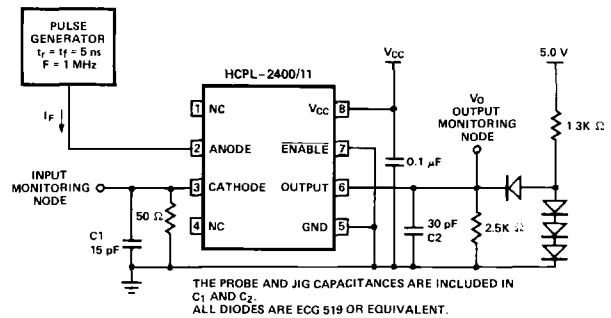 PULSE
GENERATOR
tr = tf = 5 ns
F = 1 MHz
IF
HCPL-2400/11
VCC
5.0 V
1 NC
VCC 8
2 ANODE
ENABLE 7
3 CATHODE
OUTPUT 6
4 NC
GND 5
INPUT
MONITORING
NODE
C1
15 pF
50 Ω
0.1 μF
VO
OUTPUT
MONITORING
NODE
1.3K Ω
30 pF
C2
2.5K Ω
THE PROBE AND JIG CAPACITANCES ARE INCLUDED IN
C1 AND C2.
ALL DIODES ARE ECG 519 OR EQUIVALENT.